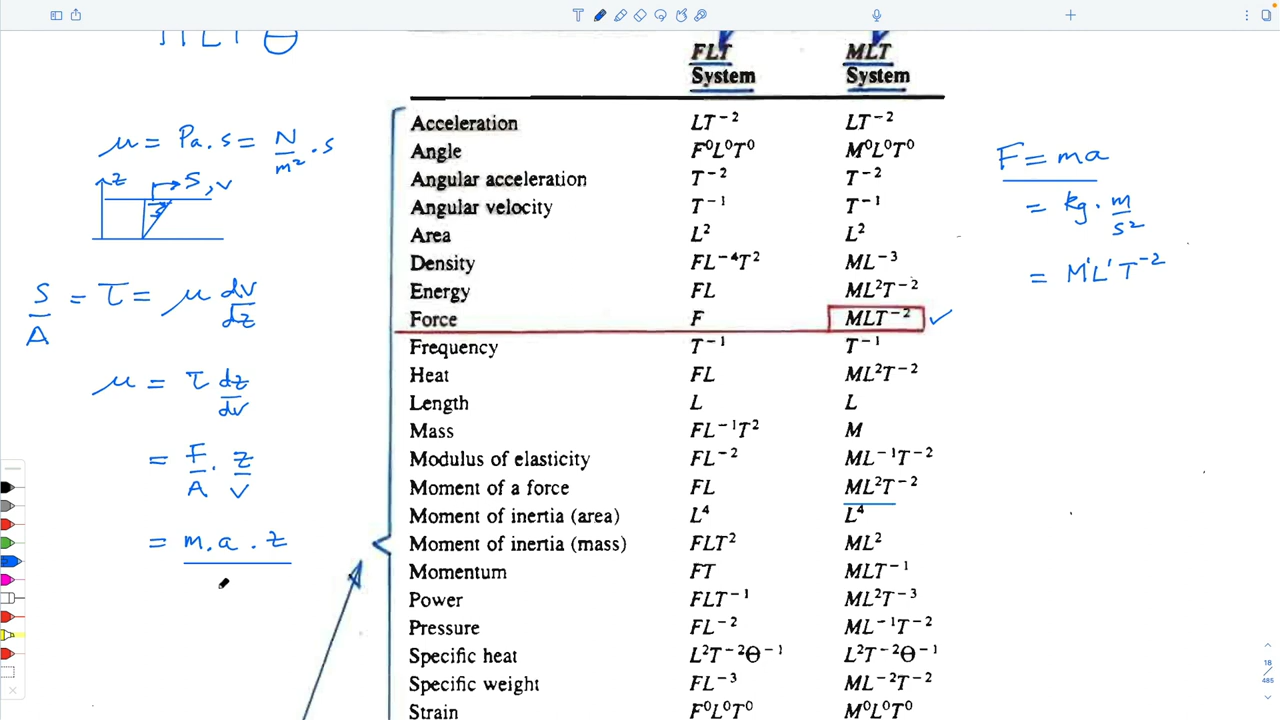 MLT θ
μ = Pa.s = N/m² . s
z
S, V
S/A = τ = μ dv/dz
μ = τ dz/dv
= F/A . z/V
= m.a.z
FLT System MLT System
Acceleration LT⁻² LT⁻²
Angle F⁰L⁰T⁰ M⁰L⁰T⁰
Angular acceleration T⁻² T⁻²
Angular velocity T⁻¹ T⁻¹
Area L² L²
Density FL⁻⁴T² ML⁻³
Energy FL ML²T⁻²
Force F MLT⁻²
Frequency T⁻¹ T⁻¹
Heat FL ML²T⁻²
Length L L
Mass FL⁻¹T² M
Modulus of elasticity FL⁻² ML⁻¹T⁻²
Moment of a force FL ML²T⁻²
Moment of inertia (area) L⁴ L⁴
Moment of inertia (mass) FLT² ML²
Momentum FT MLT⁻¹
Power FLT⁻¹ ML²T⁻³
Pressure FL⁻² ML⁻¹T⁻²
Specific heat L²T⁻²Θ⁻¹ L²T⁻²Θ⁻¹
Specific weight FL⁻³ ML⁻²T⁻²
Strain F⁰L⁰T⁰ M⁰L⁰T⁰
F = ma
= kg . m/s²
= M¹L¹T⁻²
18
/
485